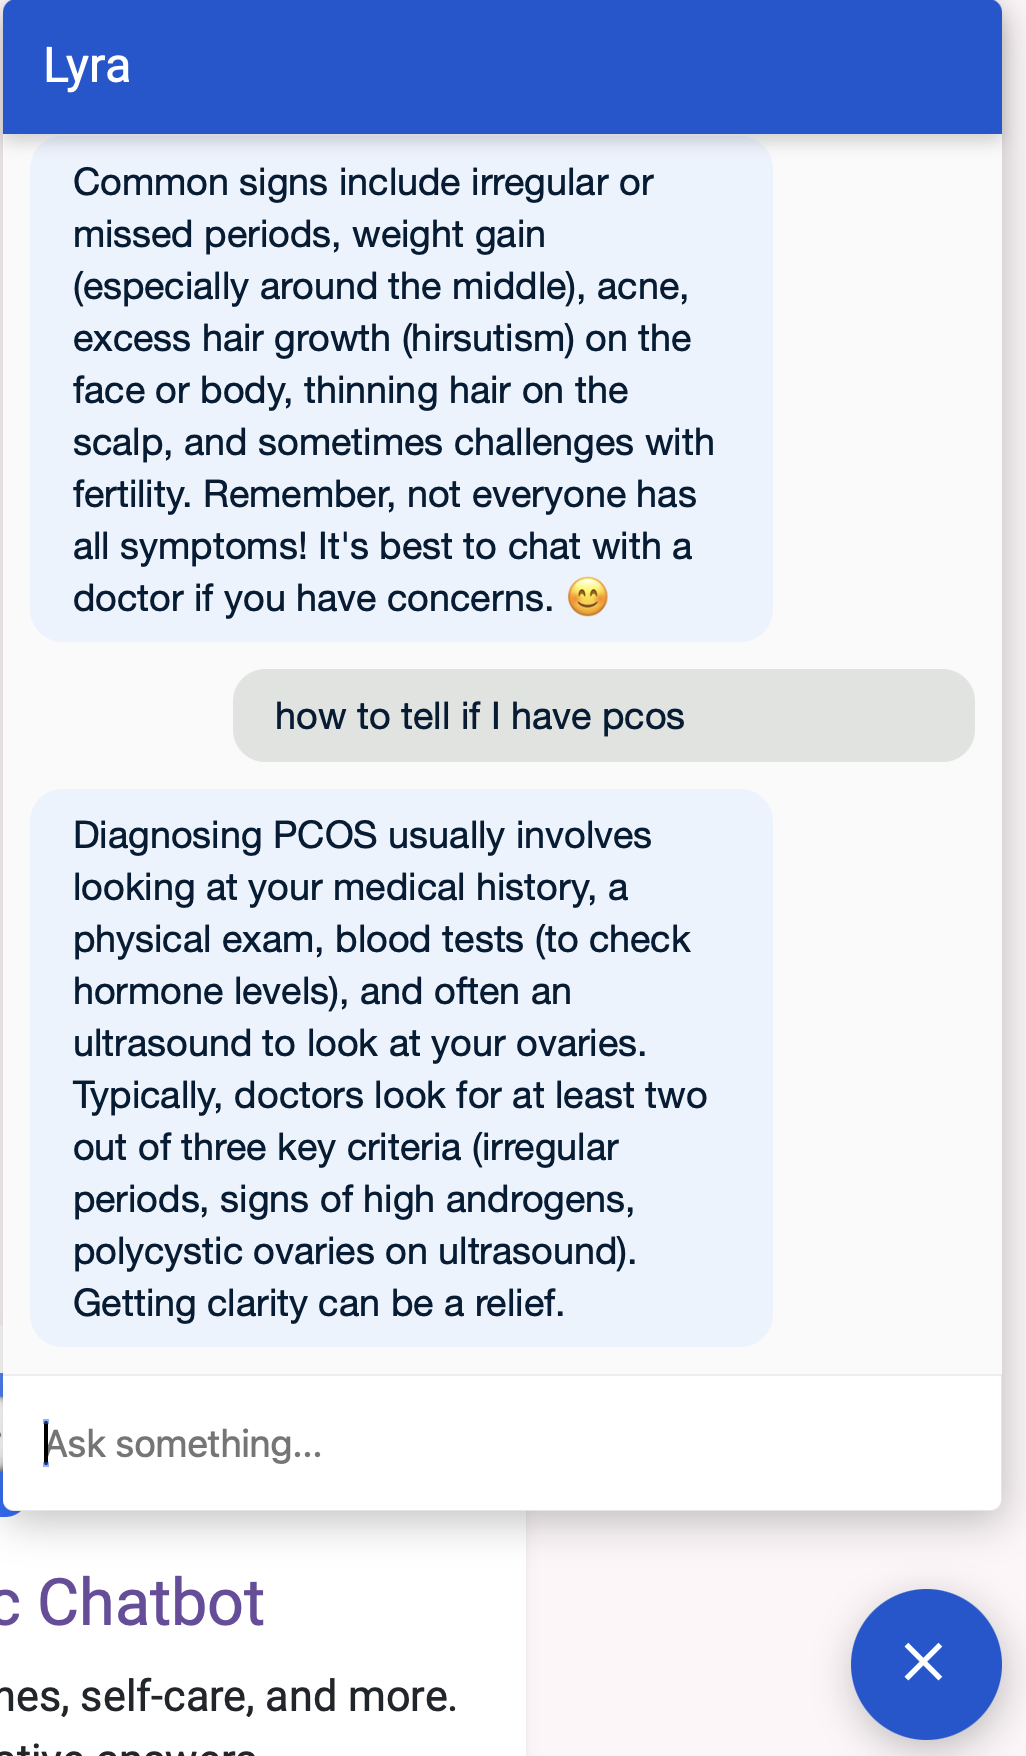 Lyra
Common signs include irregular or
missed periods, weight gain
(especially around the middle), acne,
excess hair growth (hirsutism) on the
face or body, thinning hair on the
scalp, and sometimes challenges with
fertility. Remember, not everyone has
all symptoms! It's best to chat with a
doctor if you have concerns. 😊
how to tell if I have pcos
Diagnosing PCOS usually involves
looking at your medical history, a
physical exam, blood tests (to check
hormone levels), and often an
ultrasound to look at your ovaries.
Typically, doctors look for at least two
out of three key criteria (irregular
periods, signs of high androgens,
polycystic ovaries on ultrasound).
Getting clarity can be a relief.
Ask something...
c Chatbot
nes, self-care, and more.